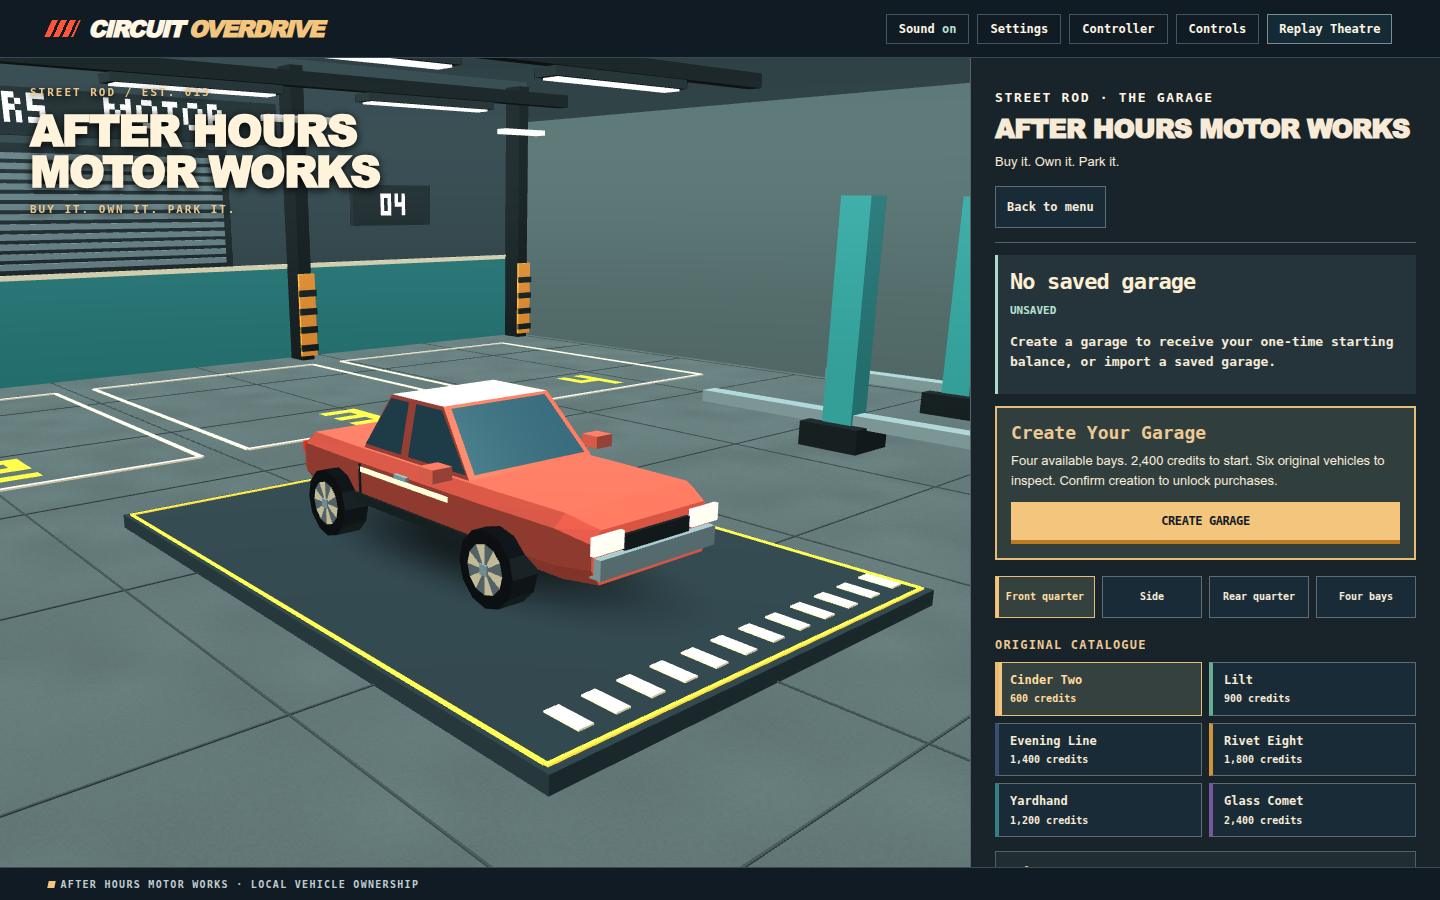 CIRCUIT OVERDRIVE
Sound on
Settings
Controller
Controls
Replay Theatre
STREET ROD / EST. 019
AFTER HOURS
MOTOR WORKS
BUY IT. OWN IT. PARK IT.
RS MOTOR
04
STREET ROD · THE GARAGE
AFTER HOURS MOTOR WORKS
Buy it. Own it. Park it.
Back to menu
No saved garage
UNSAVED
Create a garage to receive your one-time starting
balance, or import a saved garage.
Create Your Garage
Four available bays. 2,400 credits to start. Six original vehicles to
inspect. Confirm creation to unlock purchases.
CREATE GARAGE
Front quarter
Side
Rear quarter
Four bays
ORIGINAL CATALOGUE
Cinder Two
600 credits
Lilt
900 credits
Evening Line
1,400 credits
Rivet Eight
1,800 credits
Yardhand
1,200 credits
Glass Comet
2,400 credits
AFTER HOURS MOTOR WORKS · LOCAL VEHICLE OWNERSHIP